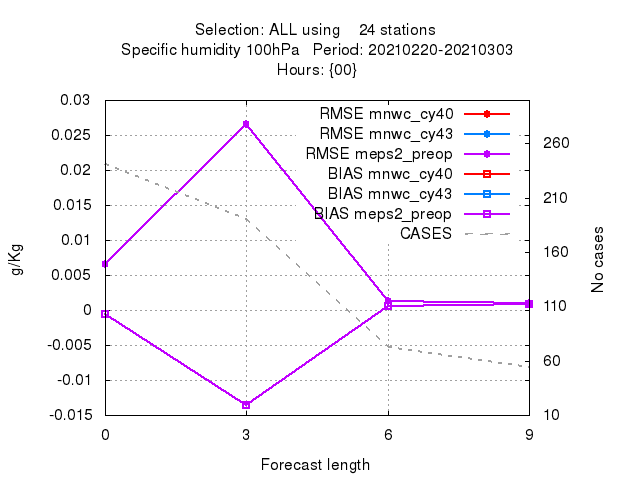 Selection: ALL using 24 stations
Specific humidity 100hPa Period: 20210220-20210303
Hours: {00}
0.03
0.025
0.02
0.015
0.01
0.005
0
-0.005
-0.01
-0.015
g/Kg
RMSE mnwc_cy40
RMSE mnwc_cy43
RMSE meps2_preop
BIAS mnwc_cy40
BIAS mnwc_cy43
BIAS meps2_preop
CASES
260
210
160
110
60
10
No cases
0 3 6 9
Forecast length